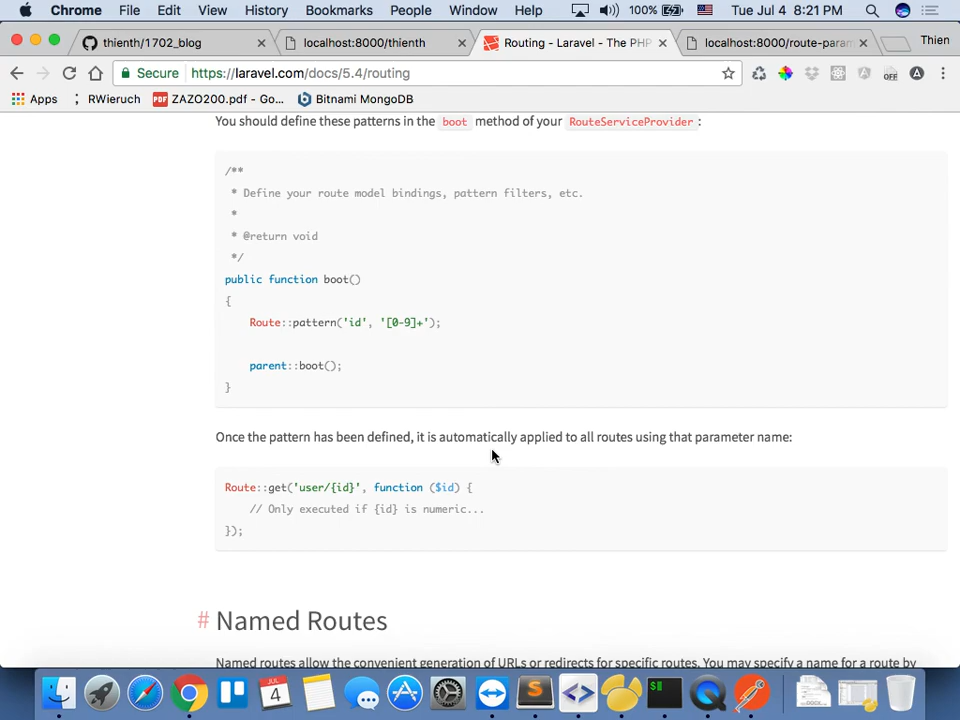 Chrome File Edit View History Bookmarks People Window Help 100% Tue Jul 4 8:21 PM
thienth/1702_blog
localhost:8000/thienth
Routing - Laravel - The PHP
localhost:8000/route-param
Thien
Secure https://laravel.com/docs/5.4/routing
OFF
A
Apps
RWieruch
PDF
ZAZO200.pdf - Go...
Bitnami MongoDB
You should define these patterns in the boot method of your RouteServiceProvider :
/**
* Define your route model bindings, pattern filters, etc.
*
* @return void
*/
public function boot()
{
Route::pattern('id', '[0-9]+');
parent::boot();
}
Once the pattern has been defined, it is automatically applied to all routes using that parameter name:
Route::get('user/{id}', function ($id) {
// Only executed if {id} is numeric...
});
# Named Routes
Named routes allow the convenient generation of URLs or redirects for specific routes. You may specify a name for a route by
JUL
4